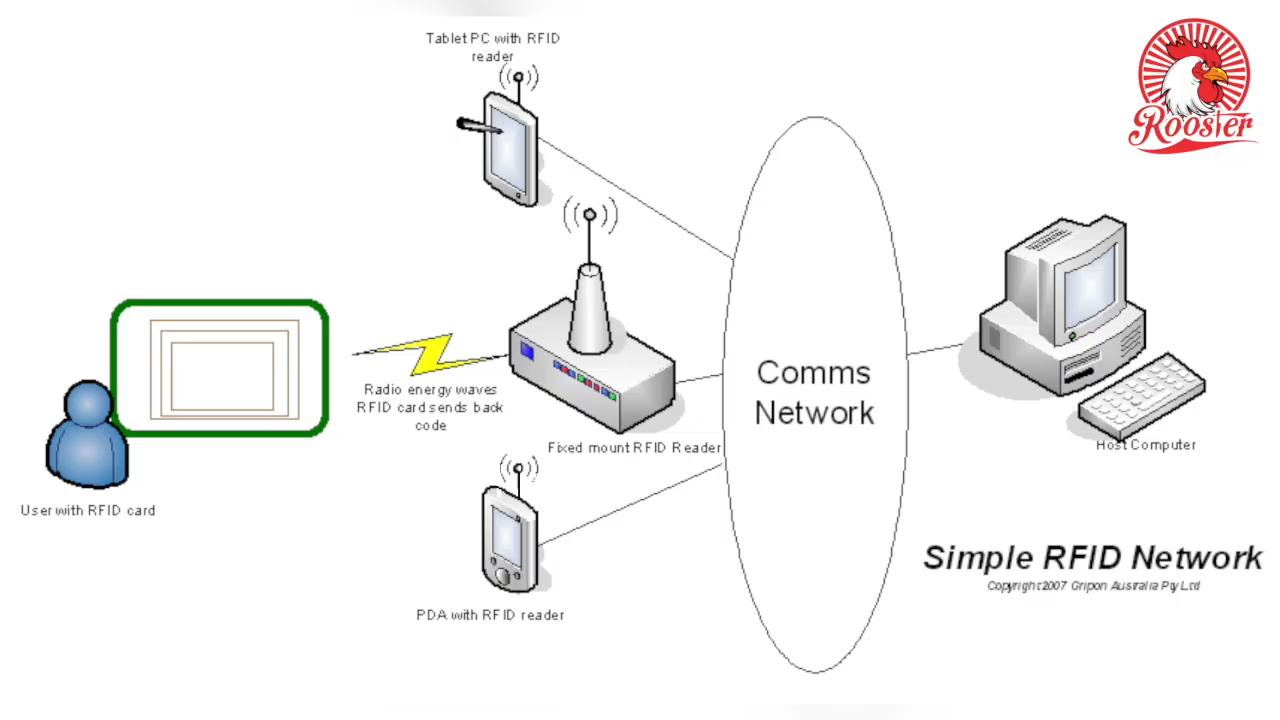 Tablet PC with RFID
reader
Rooster
Radio energy waves
RFID card sends back
code
Comms
Network
Fixed mount RFID Reader
Host Computer
User with RFID card
Simple RFID Network
Copyright 2007 Gripon Australia Pty Ltd
PDA with RFID reader